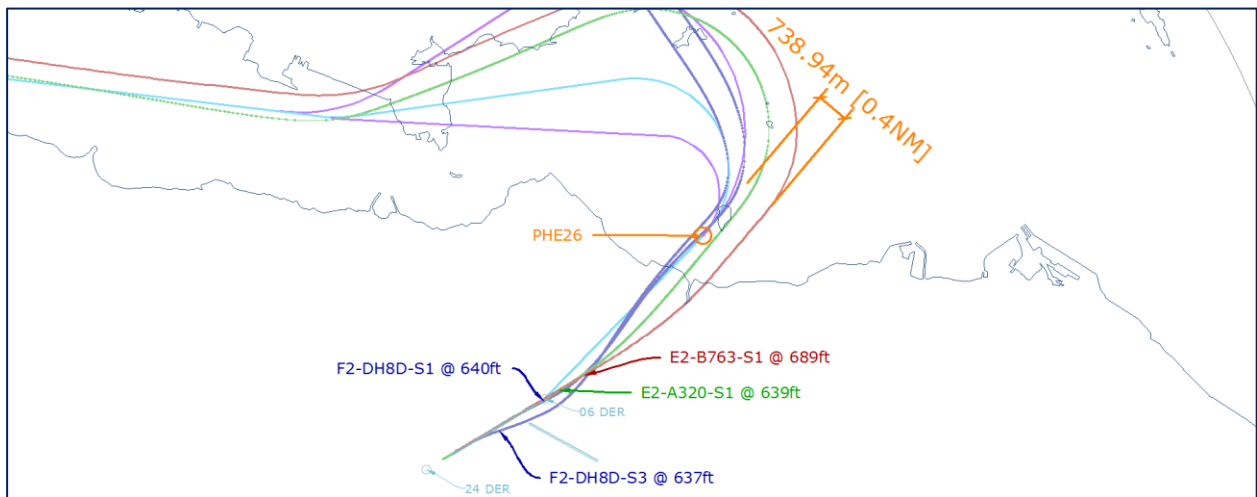 738.94m [0.4NM]
PHE26
E2-B763-S1 @ 689ft
F2-DH8D-S1 @ 640ft
E2-A320-S1 @ 639ft
06 DER
F2-DH8D-S3 @ 637ft
24 DER